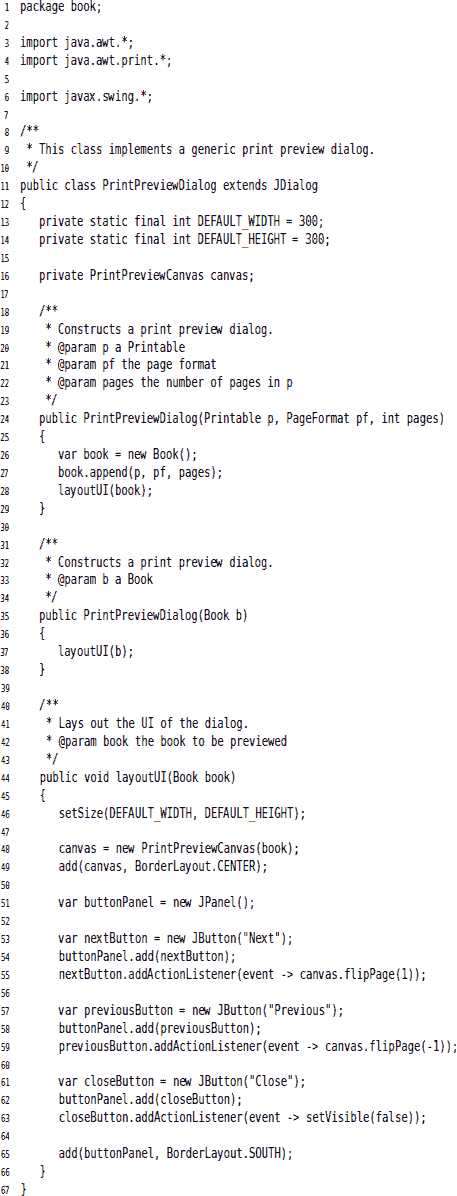 1 package book;
2
3 import java.awt.*;
4 import java.awt.print.*;
5
6 import javax.swing.*;
7
8 /**
9  * This class implements a generic print preview dialog.
10  */
11 public class PrintPreviewDialog extends JDialog
12 {
13    private static final int DEFAULT_WIDTH = 300;
14    private static final int DEFAULT_HEIGHT = 300;
15
16    private PrintPreviewCanvas canvas;
17
18    /**
19     * Constructs a print preview dialog.
20     * @param p a Printable
21     * @param pf the page format
22     * @param pages the number of pages in p
23     */
24    public PrintPreviewDialog(Printable p, PageFormat pf, int pages)
25    {
26       var book = new Book();
27       book.append(p, pf, pages);
28       layoutUI(book);
29    }
30
31    /**
32     * Constructs a print preview dialog.
33     * @param b a Book
34     */
35    public PrintPreviewDialog(Book b)
36    {
37       layoutUI(b);
38    }
39
40    /**
41     * Lays out the UI of the dialog.
42     * @param book the book to be previewed
43     */
44    public void layoutUI(Book book)
45    {
46       setSize(DEFAULT_WIDTH, DEFAULT_HEIGHT);
47
48       canvas = new PrintPreviewCanvas(book);
49       add(canvas, BorderLayout.CENTER);
50
51       var buttonPanel = new JPanel();
52
53       var nextButton = new JButton("Next");
54       buttonPanel.add(nextButton);
55       nextButton.addActionListener(event -> canvas.flipPage(1));
56
57       var previousButton = new JButton("Previous");
58       buttonPanel.add(previousButton);
59       previousButton.addActionListener(event -> canvas.flipPage(-1));
60
61       var closeButton = new JButton("Close");
62       buttonPanel.add(closeButton);
63       closeButton.addActionListener(event -> setVisible(false));
64
65       add(buttonPanel, BorderLayout.SOUTH);
66    }
67 }